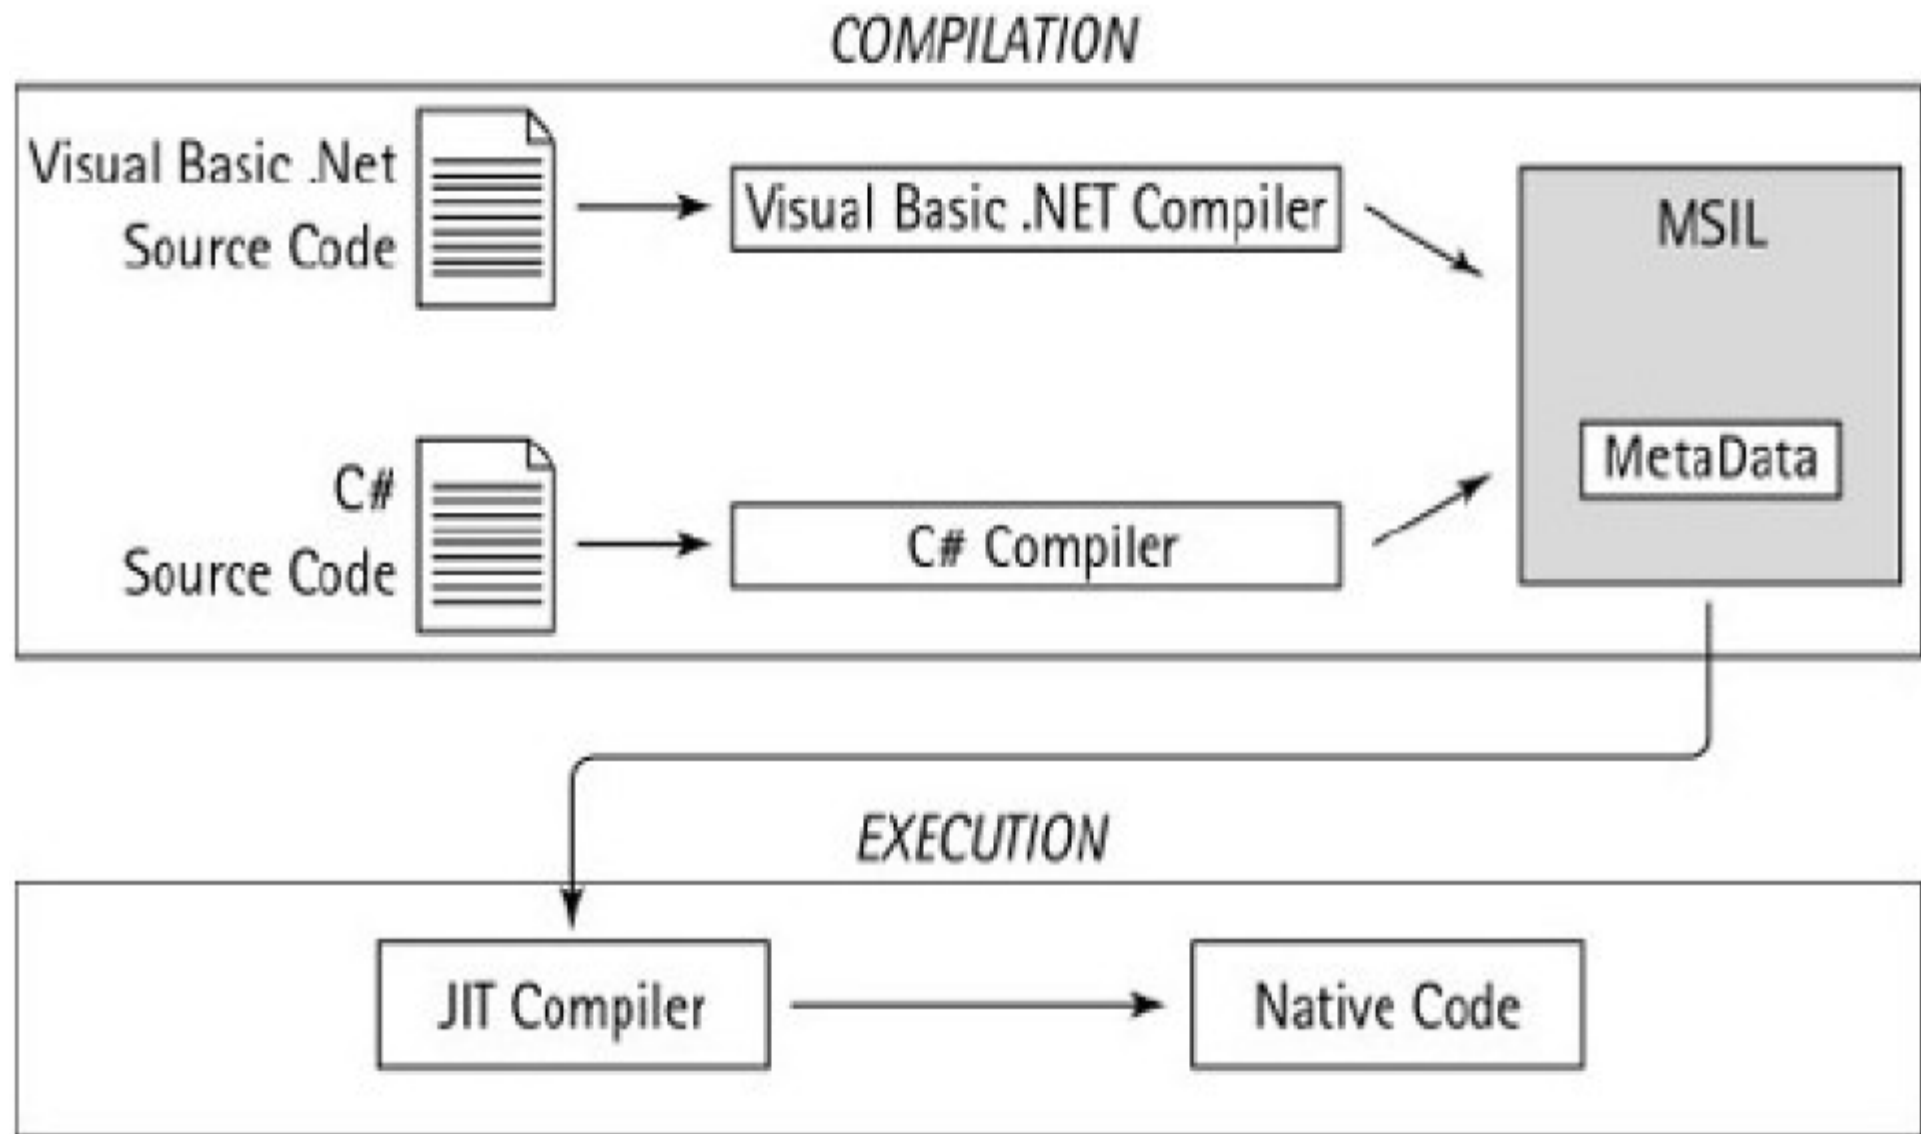 COMPILATION
Visual Basic .Net
Source Code
Visual Basic .NET Compiler
MSIL
MetaData
C#
Source Code
C# Compiler
EXECUTION
JIT Compiler
Native Code